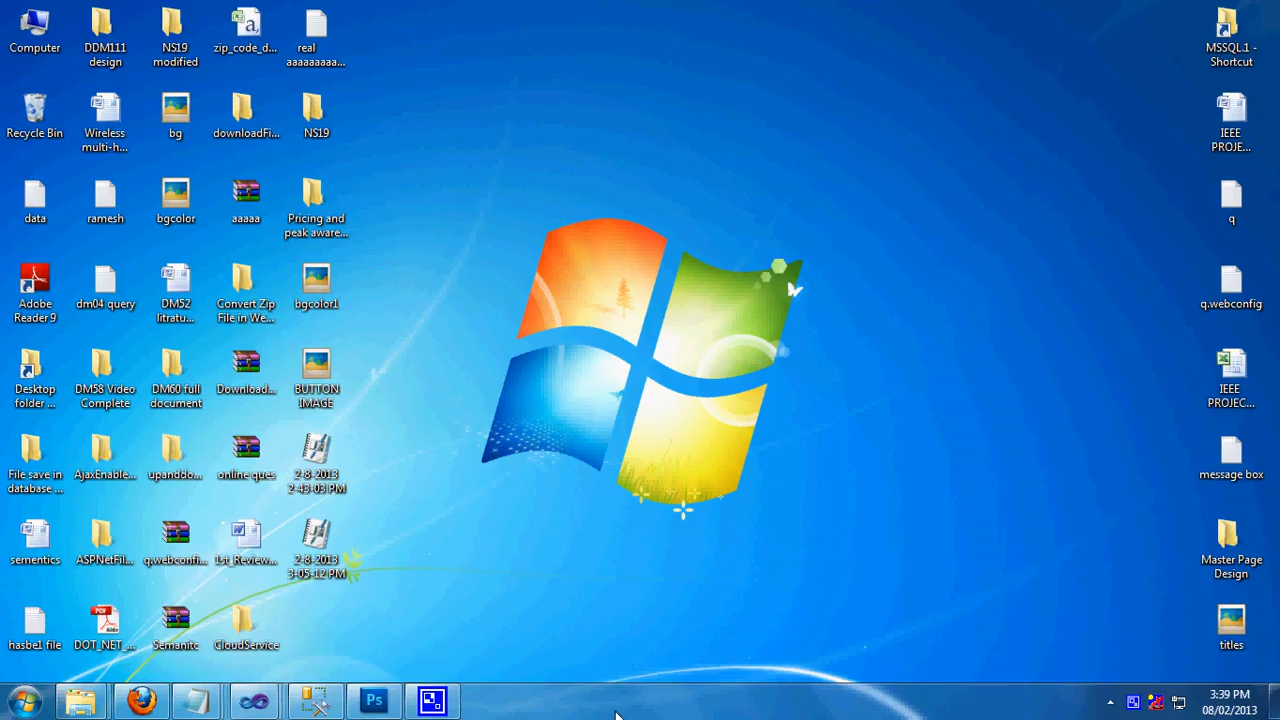 Computer
DDM111
design
NS19
modified
zip_code_d...
real
aaaaaaaaa...
MSSQL.1 -
Shortcut
Recycle Bin
Wireless
multi-h...
bg
downloadFi...
NS19
IEEE
PROJE...
data
ramesh
bgcolor
aaaaa
Pricing and
peak aware...
q
Adobe
Reader 9
dm04 query
DM52
litratu...
Convert Zip
File in We...
bgcolor1
q.webconfig
Desktop
folder ...
DM58 Video
Complete
DM60 full
document
Download...
BUTTON
IMAGE
IEEE
PROJEC...
File save in
database ...
AjaxEnable...
upanddo...
online ques
2-8-2013
2-43-03 PM
message box
sementics
ASPNetFil...
q.webconfi...
1st_Review...
2-8-2013
3-05-12 PM
Master Page
Design
hasbe1 file
DOT_NET_...
Semanitc
CloudService
titles
Ps
3:39 PM
08/02/2013